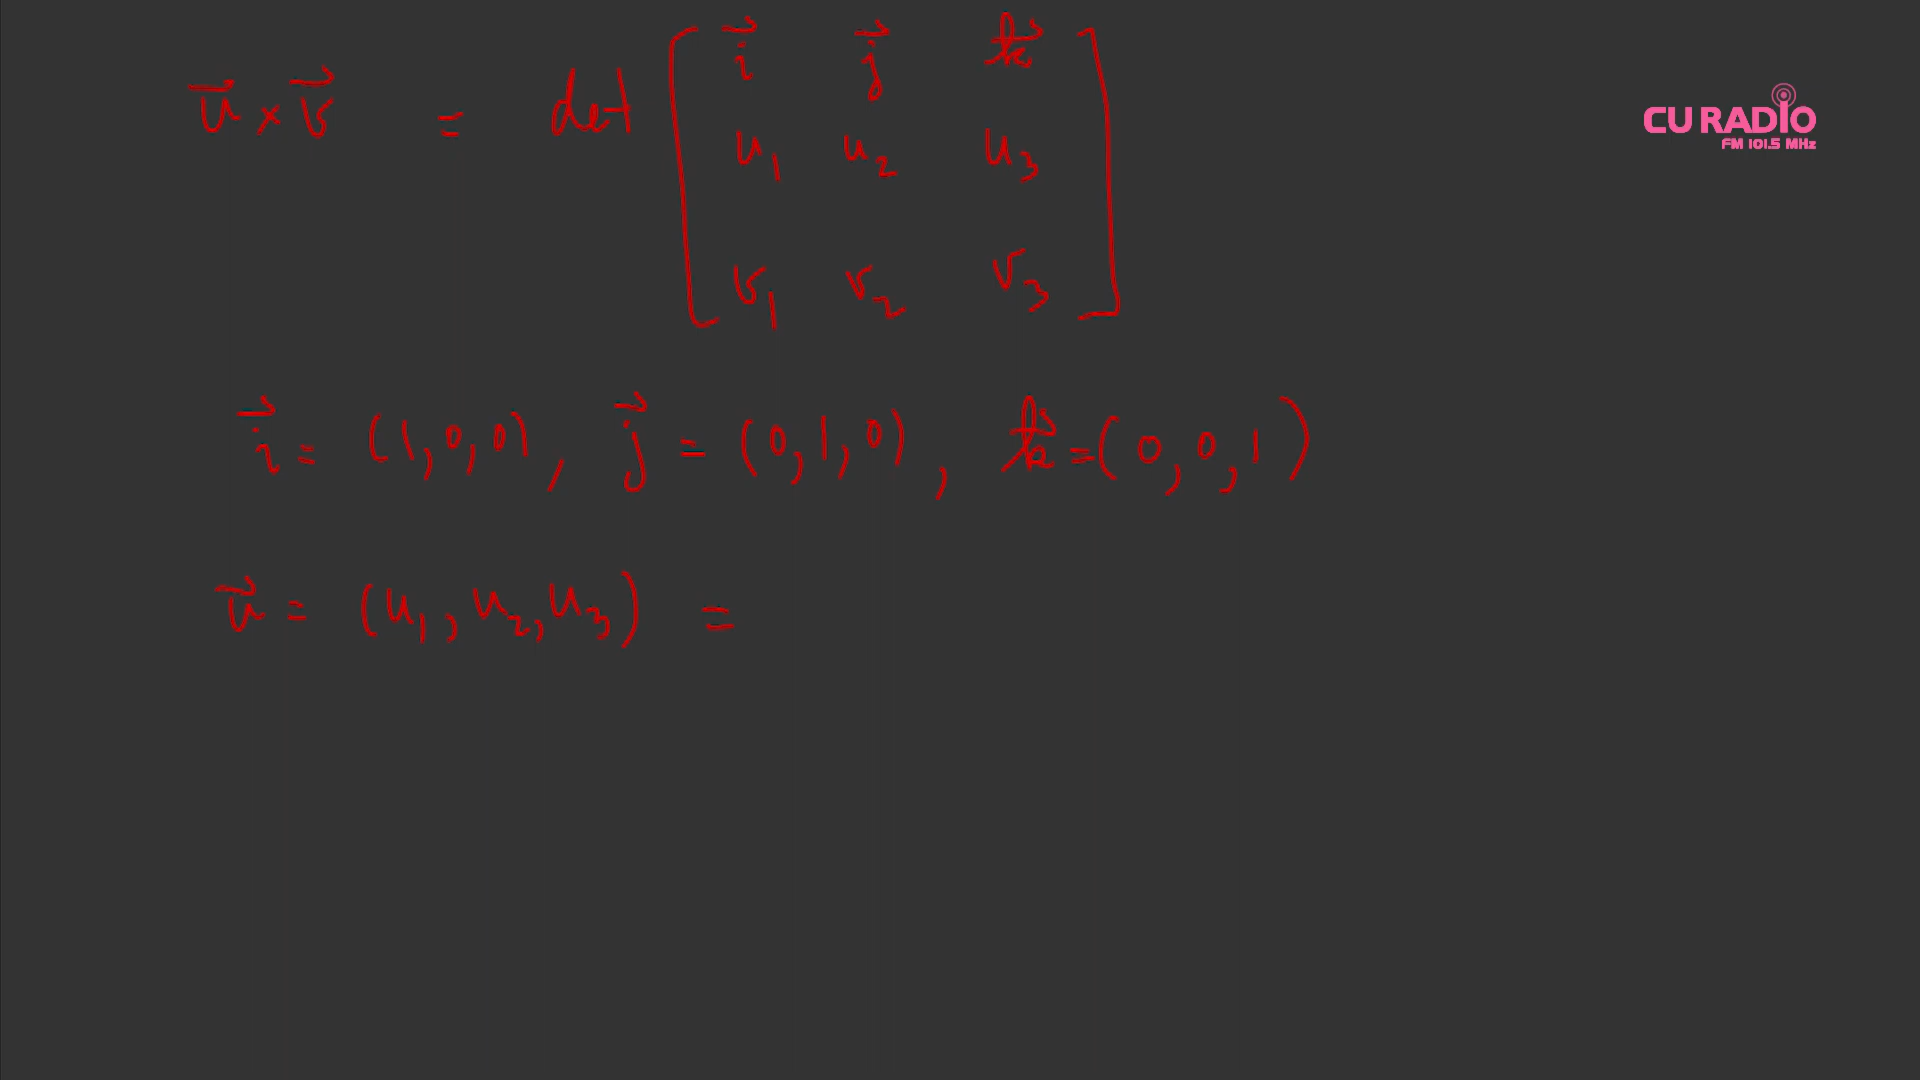 u⃗ × v⃗ = det [ i⃗ j⃗ k⃗
u₁ u₂ u₃
v₁ v₂ v₃ ]
CU RADIO
FM 101.5 MHz
i⃗ = (1,0,0), j⃗ = (0,1,0), k⃗ = (0,0,1)
u⃗ = (u₁, u₂, u₃) =